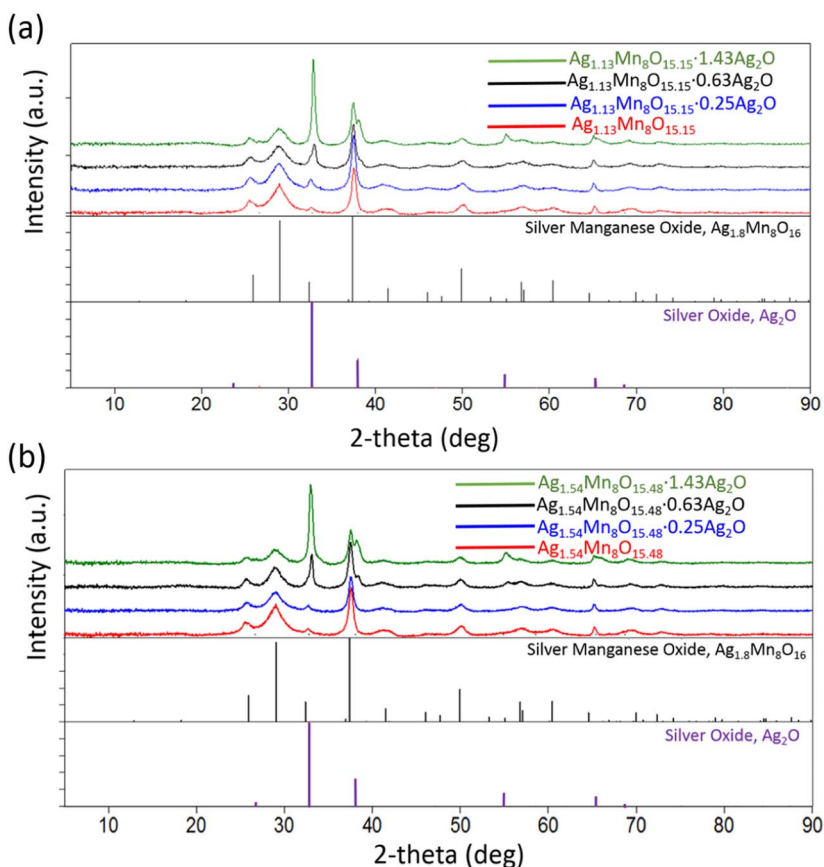 (a)
Intensity (a.u.)
Ag₁.₁₃Mn₈O₁₅.₁₅·1.43Ag₂O
Ag₁.₁₃Mn₈O₁₅.₁₅·0.63Ag₂O
Ag₁.₁₃Mn₈O₁₅.₁₅·0.25Ag₂O
Ag₁.₁₃Mn₈O₁₅.₁₅
Silver Manganese Oxide, Ag₁.₈Mn₈O₁₆
Silver Oxide, Ag₂O
10 20 30 40 50 60 70 80 90
2-theta (deg)
(b)
Intensity (a.u.)
Ag₁.₅₄Mn₈O₁₅.₄₈·1.43Ag₂O
Ag₁.₅₄Mn₈O₁₅.₄₈·0.63Ag₂O
Ag₁.₅₄Mn₈O₁₅.₄₈·0.25Ag₂O
Ag₁.₅₄Mn₈O₁₅.₄₈
Silver Manganese Oxide, Ag₁.₈Mn₈O₁₆
Silver Oxide, Ag₂O
10 20 30 40 50 60 70 80 90
2-theta (deg)